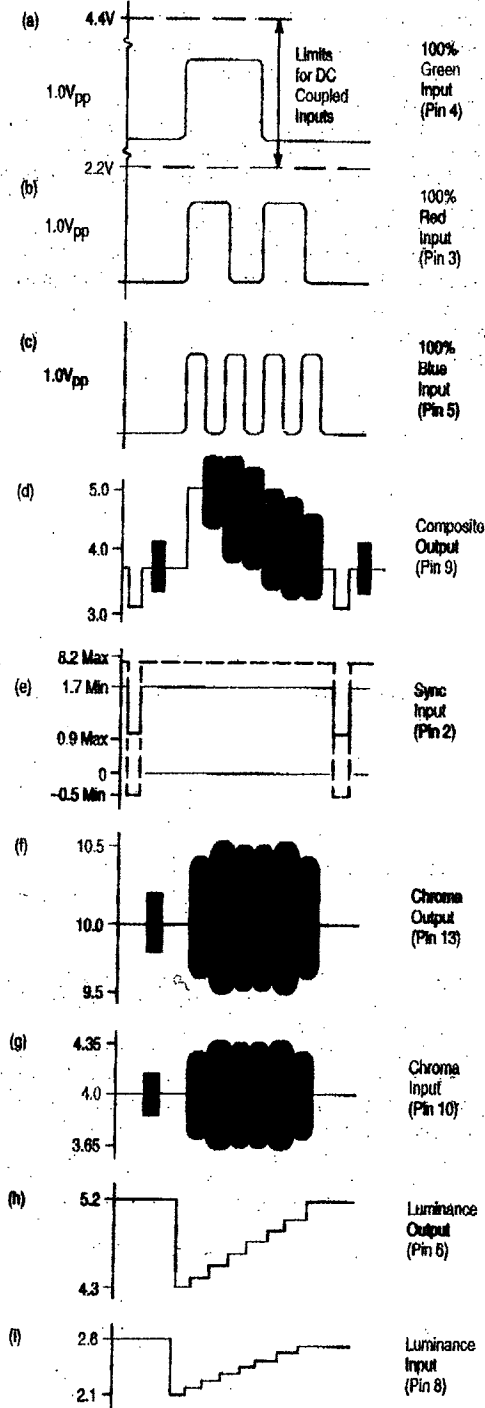 (a)
4.4V
1.0Vpp
Limits
for DC
Coupled
Inputs
100%
Green
Input
(Pin 4)
2.2V
(b)
1.0Vpp
100%
Red
Input
(Pin 3)
(c)
1.0Vpp
100%
Blue
Input
(Pin 5)
(d)
5.0
4.0
3.0
Composite
Output
(Pin 9)
(e)
8.2 Max
1.7 Min
0.9 Max
0
-0.5 Min
Sync
Input
(Pin 2)
(f)
10.5
10.0
9.5
Chroma
Output
(Pin 13)
(g)
4.35
4.0
3.65
Chroma
Input
(Pin 10)
(h)
5.2
4.3
Luminance
Output
(Pin 6)
(i)
2.6
2.1
Luminance
Input
(Pin 8)